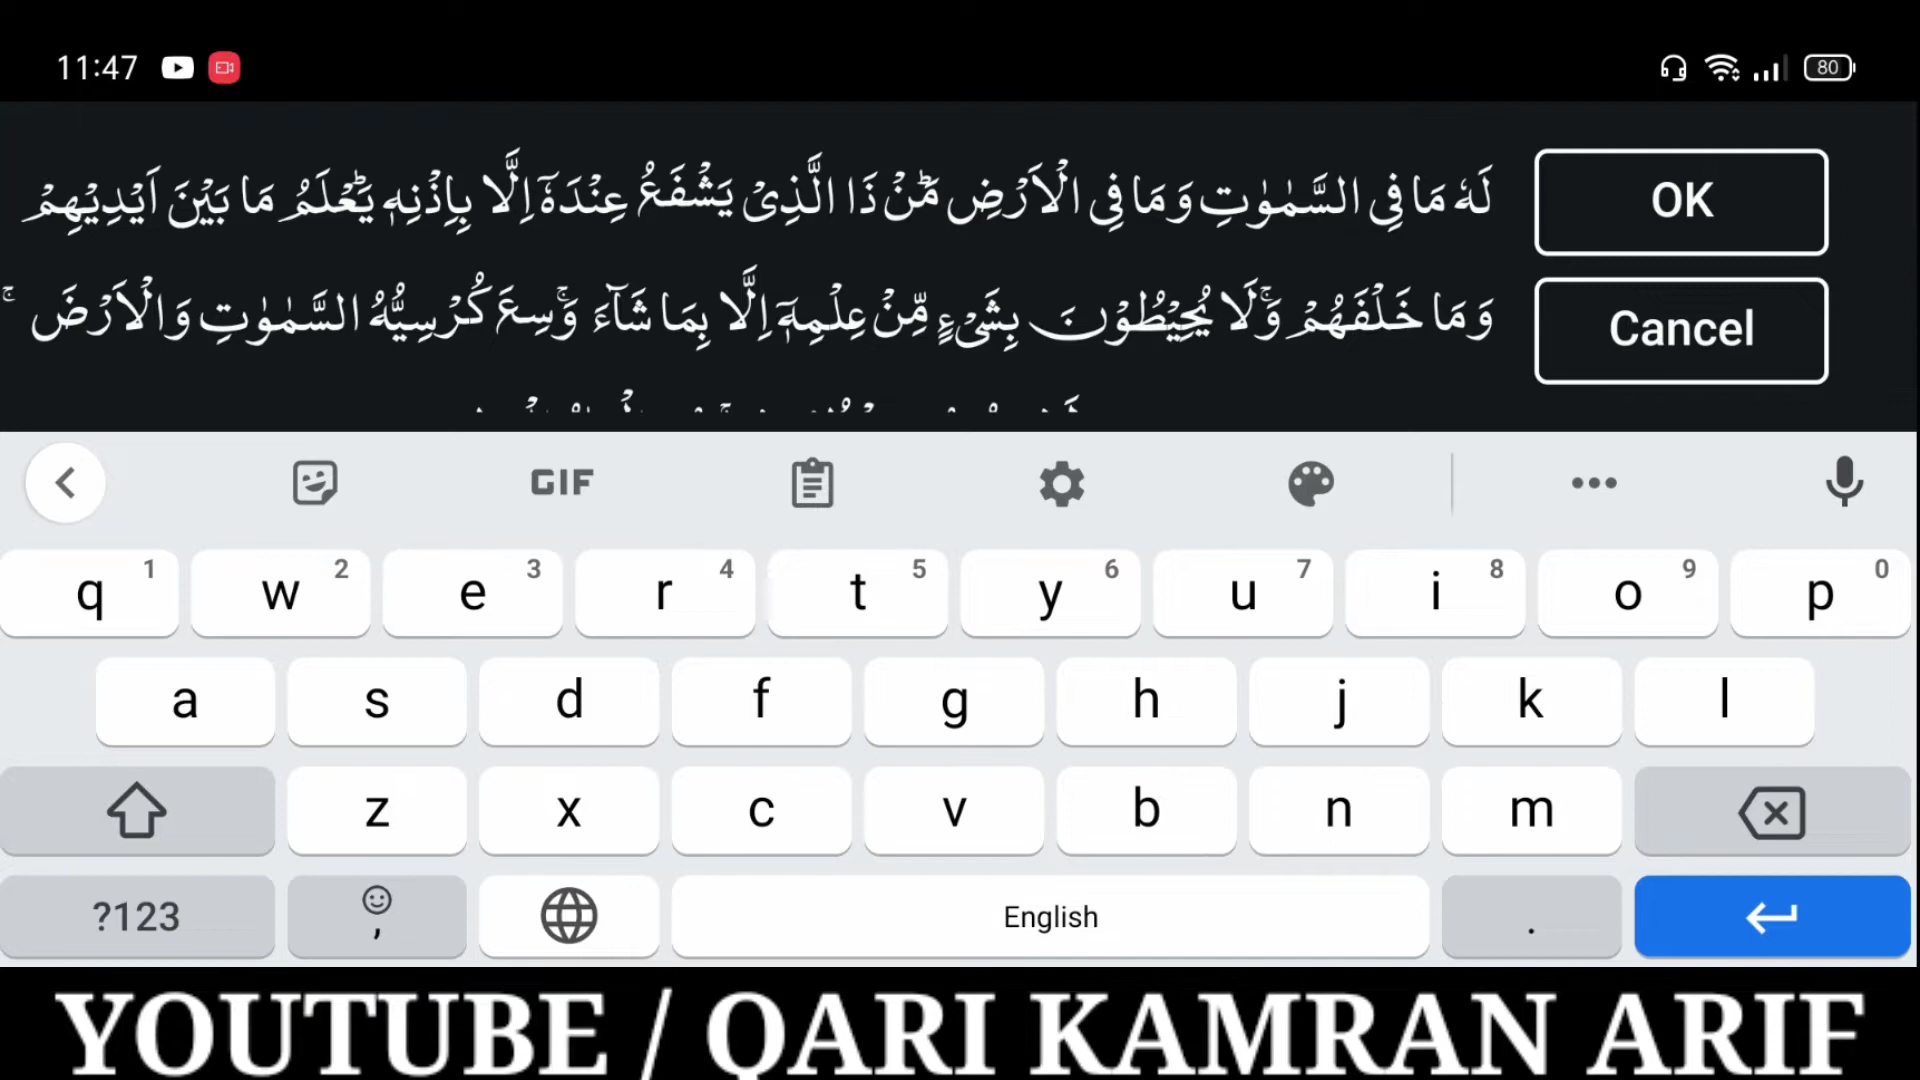 11:47
80
لَهٗ مَا فِى السَّمٰوٰتِ وَمَا فِى الْاَرْضِ مَنْ ذَا الَّذِىْ يَشْفَعُ عِنْدَهٗۤ اِلَّا بِاِذْنِهٖ يَعْلَمُ مَا بَيْنَ اَيْدِيْهِمْ
OK
وَمَا خَلْفَهُمْ وَلَا يُحِيْطُوْنَ بِشَىْءٍ مِّنْ عِلْمِهٖۤ اِلَّا بِمَا شَآءَ وَسِعَ كُرْسِيُّهُ السَّمٰوٰتِ وَالْاَرْضَ ۚ
Cancel
GIF
q 1 w 2 e 3 r 4 t 5 y 6 u 7 i 8 o 9 p 0
a s d f g h j k l
z x c v b n m
?123 , English .
YOUTUBE / QARI KAMRAN ARIF